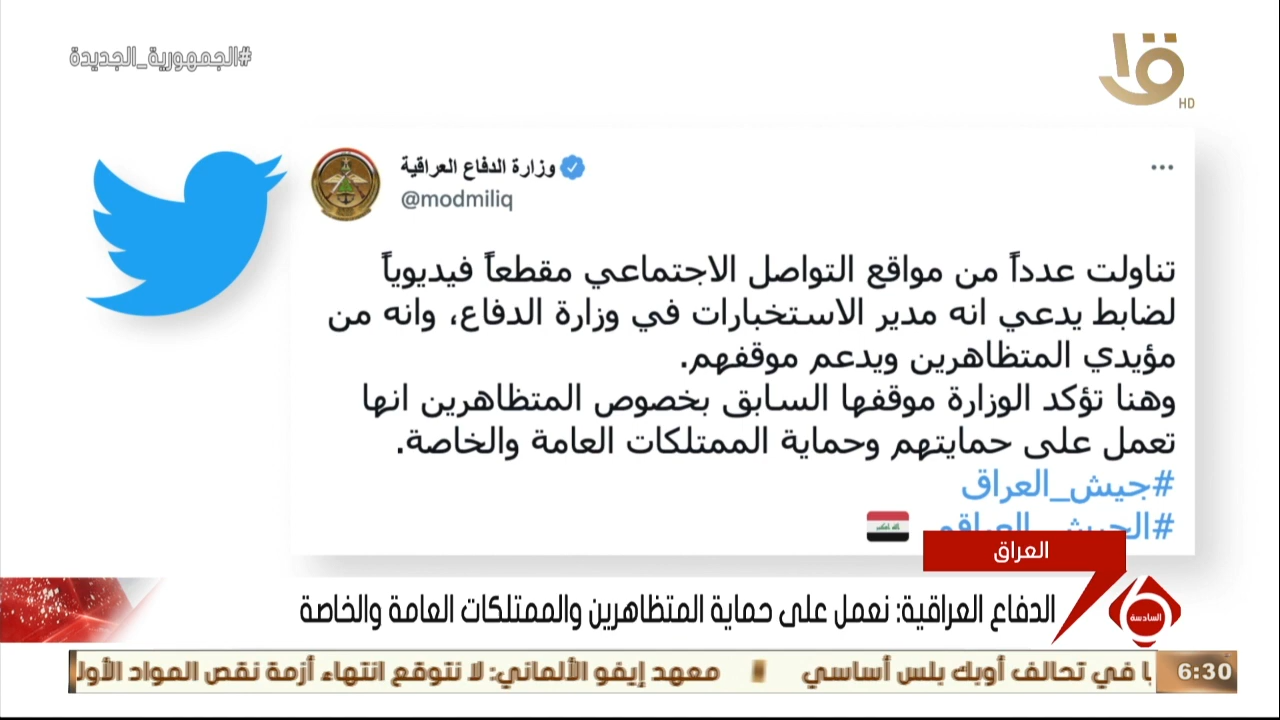 #الجمهورية_الجديدة
HD
وزارة الدفاع العراقية
@modmiliq
تناولت عدداً من مواقع التواصل الاجتماعي مقطعاً فيديوياً
لضابط يدعي انه مدير الاستخبارات في وزارة الدفاع، وانه من
مؤيدي المتظاهرين ويدعم موقفهم.
وهنا تؤكد الوزارة موقفها السابق بخصوص المتظاهرين انها
تعمل على حمايتهم وحماية الممتلكات العامة والخاصة.
#جيش_العراق
العراق
السادسة
الدفاع العراقية: نعمل على حماية المتظاهرين والممتلكات العامة والخاصة
6:30
في تحالف أوبك بلس أساسي
معهد إيفو الألماني: لا نتوقع انتهاء أزمة نقص المواد الأول